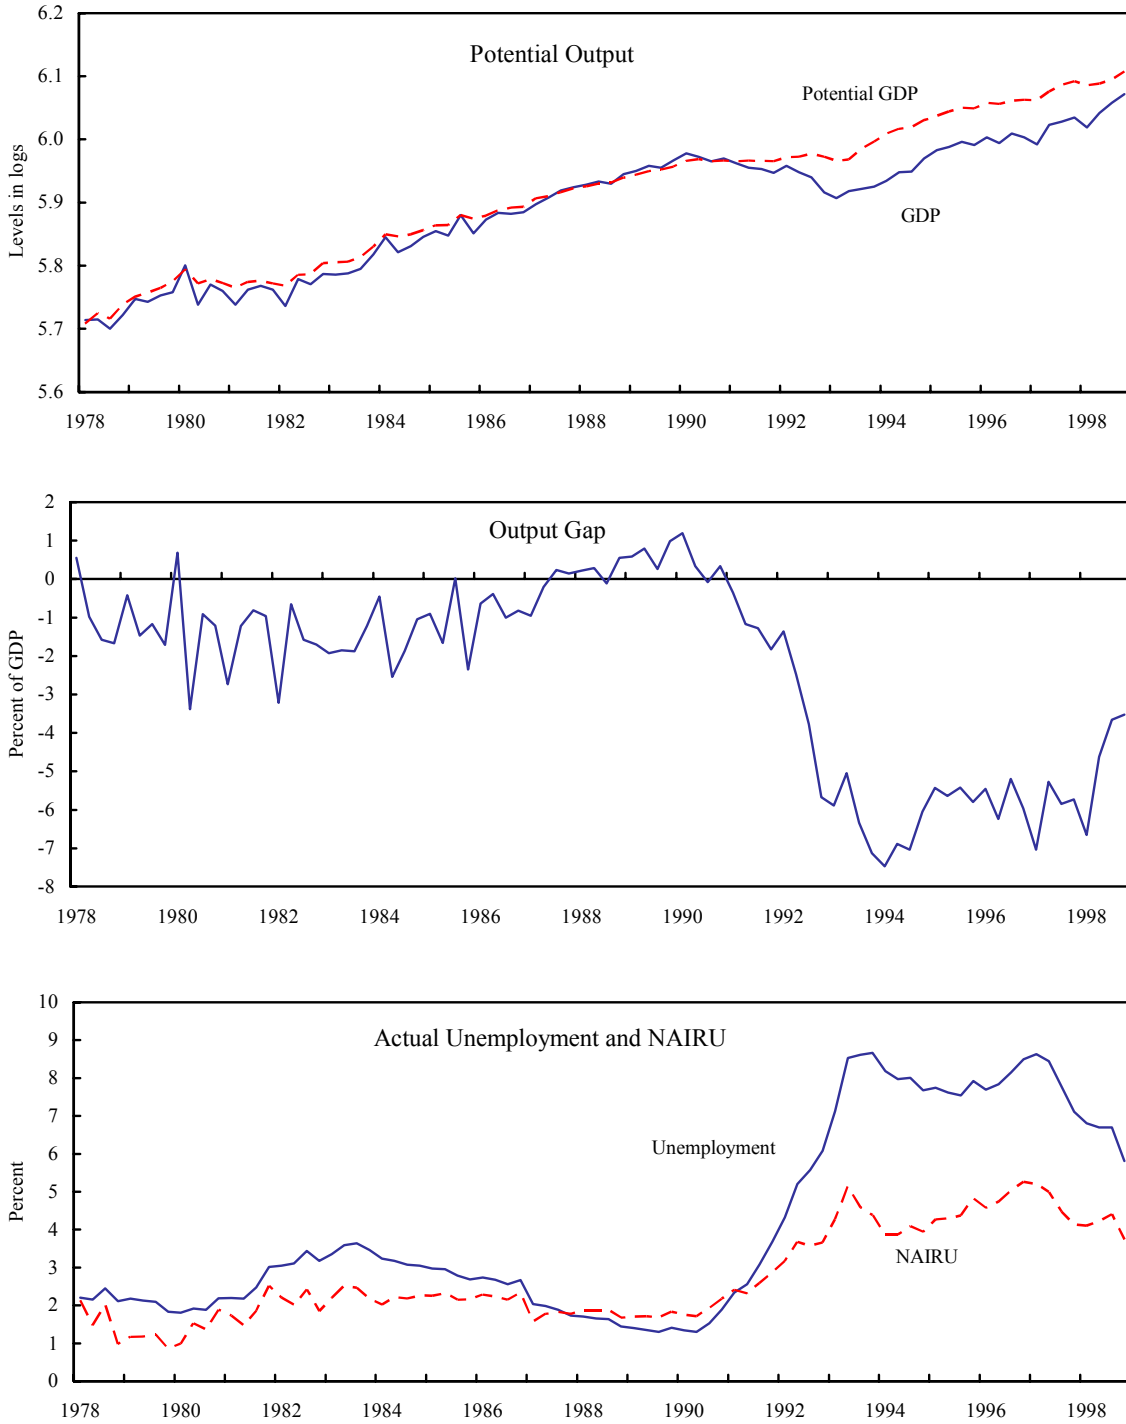 Potential Output
Levels in logs
6.2
6.1
6.0
5.9
5.8
5.7
5.6
Potential GDP
GDP
1978 1980 1982 1984 1986 1988 1990 1992 1994 1996 1998
Output Gap
Percent of GDP
2
1
0
-1
-2
-3
-4
-5
-6
-7
-8
1978 1980 1982 1984 1986 1988 1990 1992 1994 1996 1998
Actual Unemployment and NAIRU
Percent
10
9
8
7
6
5
4
3
2
1
0
Unemployment
NAIRU
1978 1980 1982 1984 1986 1988 1990 1992 1994 1996 1998